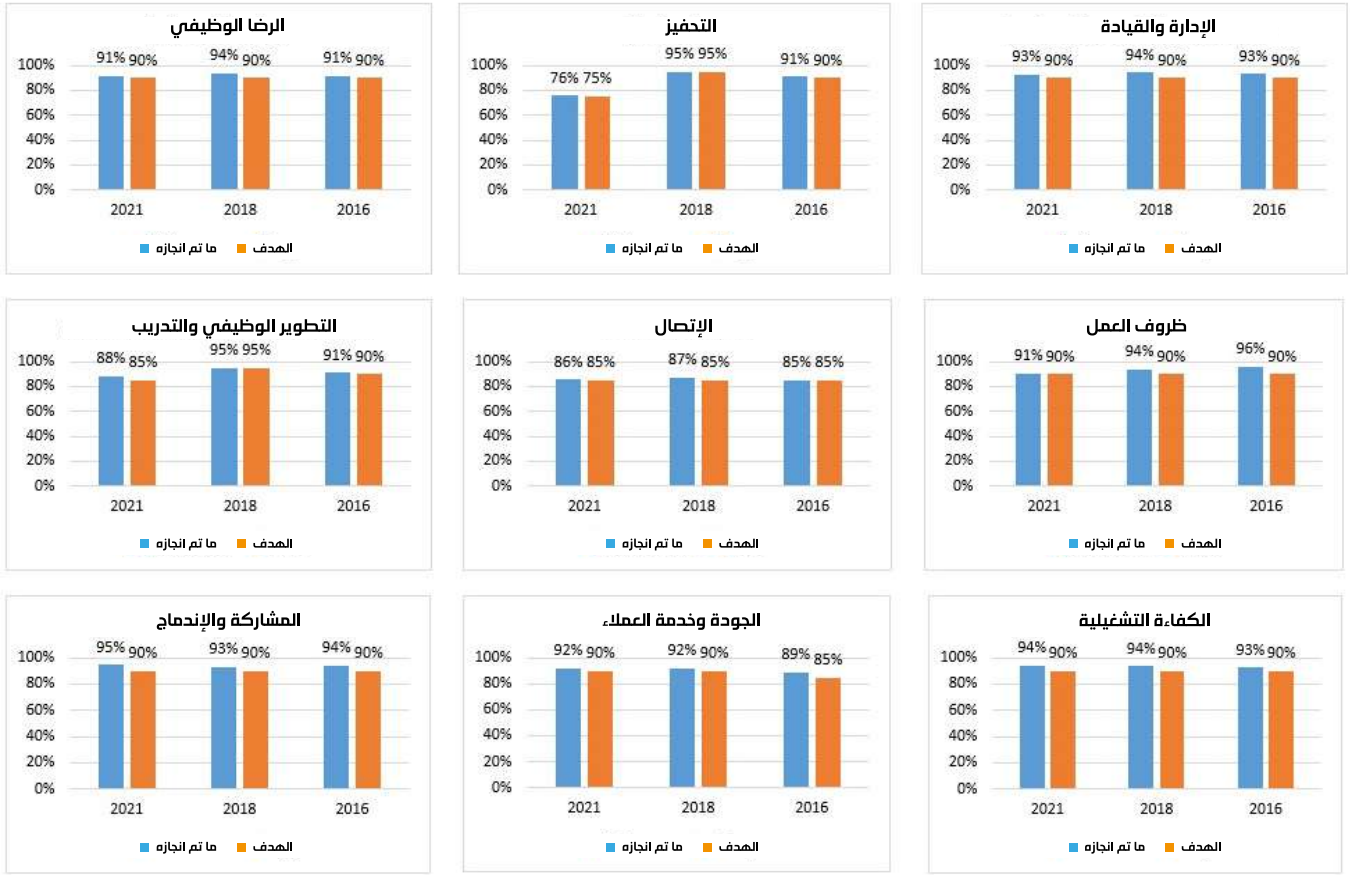 الرضا الوظيفي
91% 90% 94% 90% 91% 90%
100%
80%
60%
40%
20%
0%
2021 2018 2016
ما تم انجازه الهدف
التحفيز
76% 75% 95% 95% 91% 90%
100%
80%
60%
40%
20%
0%
2021 2018 2016
ما تم انجازه الهدف
الإدارة والقيادة
93% 90% 94% 90% 93% 90%
100%
80%
60%
40%
20%
0%
2021 2018 2016
ما تم انجازه الهدف
التطوير الوظيفي والتدريب
88% 85% 95% 95% 91% 90%
100%
80%
60%
40%
20%
0%
2021 2018 2016
ما تم انجازه الهدف
الإتصال
86% 85% 87% 85% 85% 85%
100%
80%
60%
40%
20%
0%
2021 2018 2016
ما تم انجازه الهدف
ظروف العمل
91% 90% 94% 90% 96% 90%
100%
80%
60%
40%
20%
0%
2021 2018 2016
ما تم انجازه الهدف
المشاركة والإندماج
95% 90% 93% 90% 94% 90%
100%
80%
60%
40%
20%
0%
2021 2018 2016
ما تم انجازه الهدف
الجودة وخدمة العملاء
92% 90% 92% 90% 89% 85%
100%
80%
60%
40%
20%
0%
2021 2018 2016
ما تم انجازه الهدف
الكفاءة التشغيلية
94% 90% 94% 90% 93% 90%
100%
80%
60%
40%
20%
0%
2021 2018 2016
ما تم انجازه الهدف